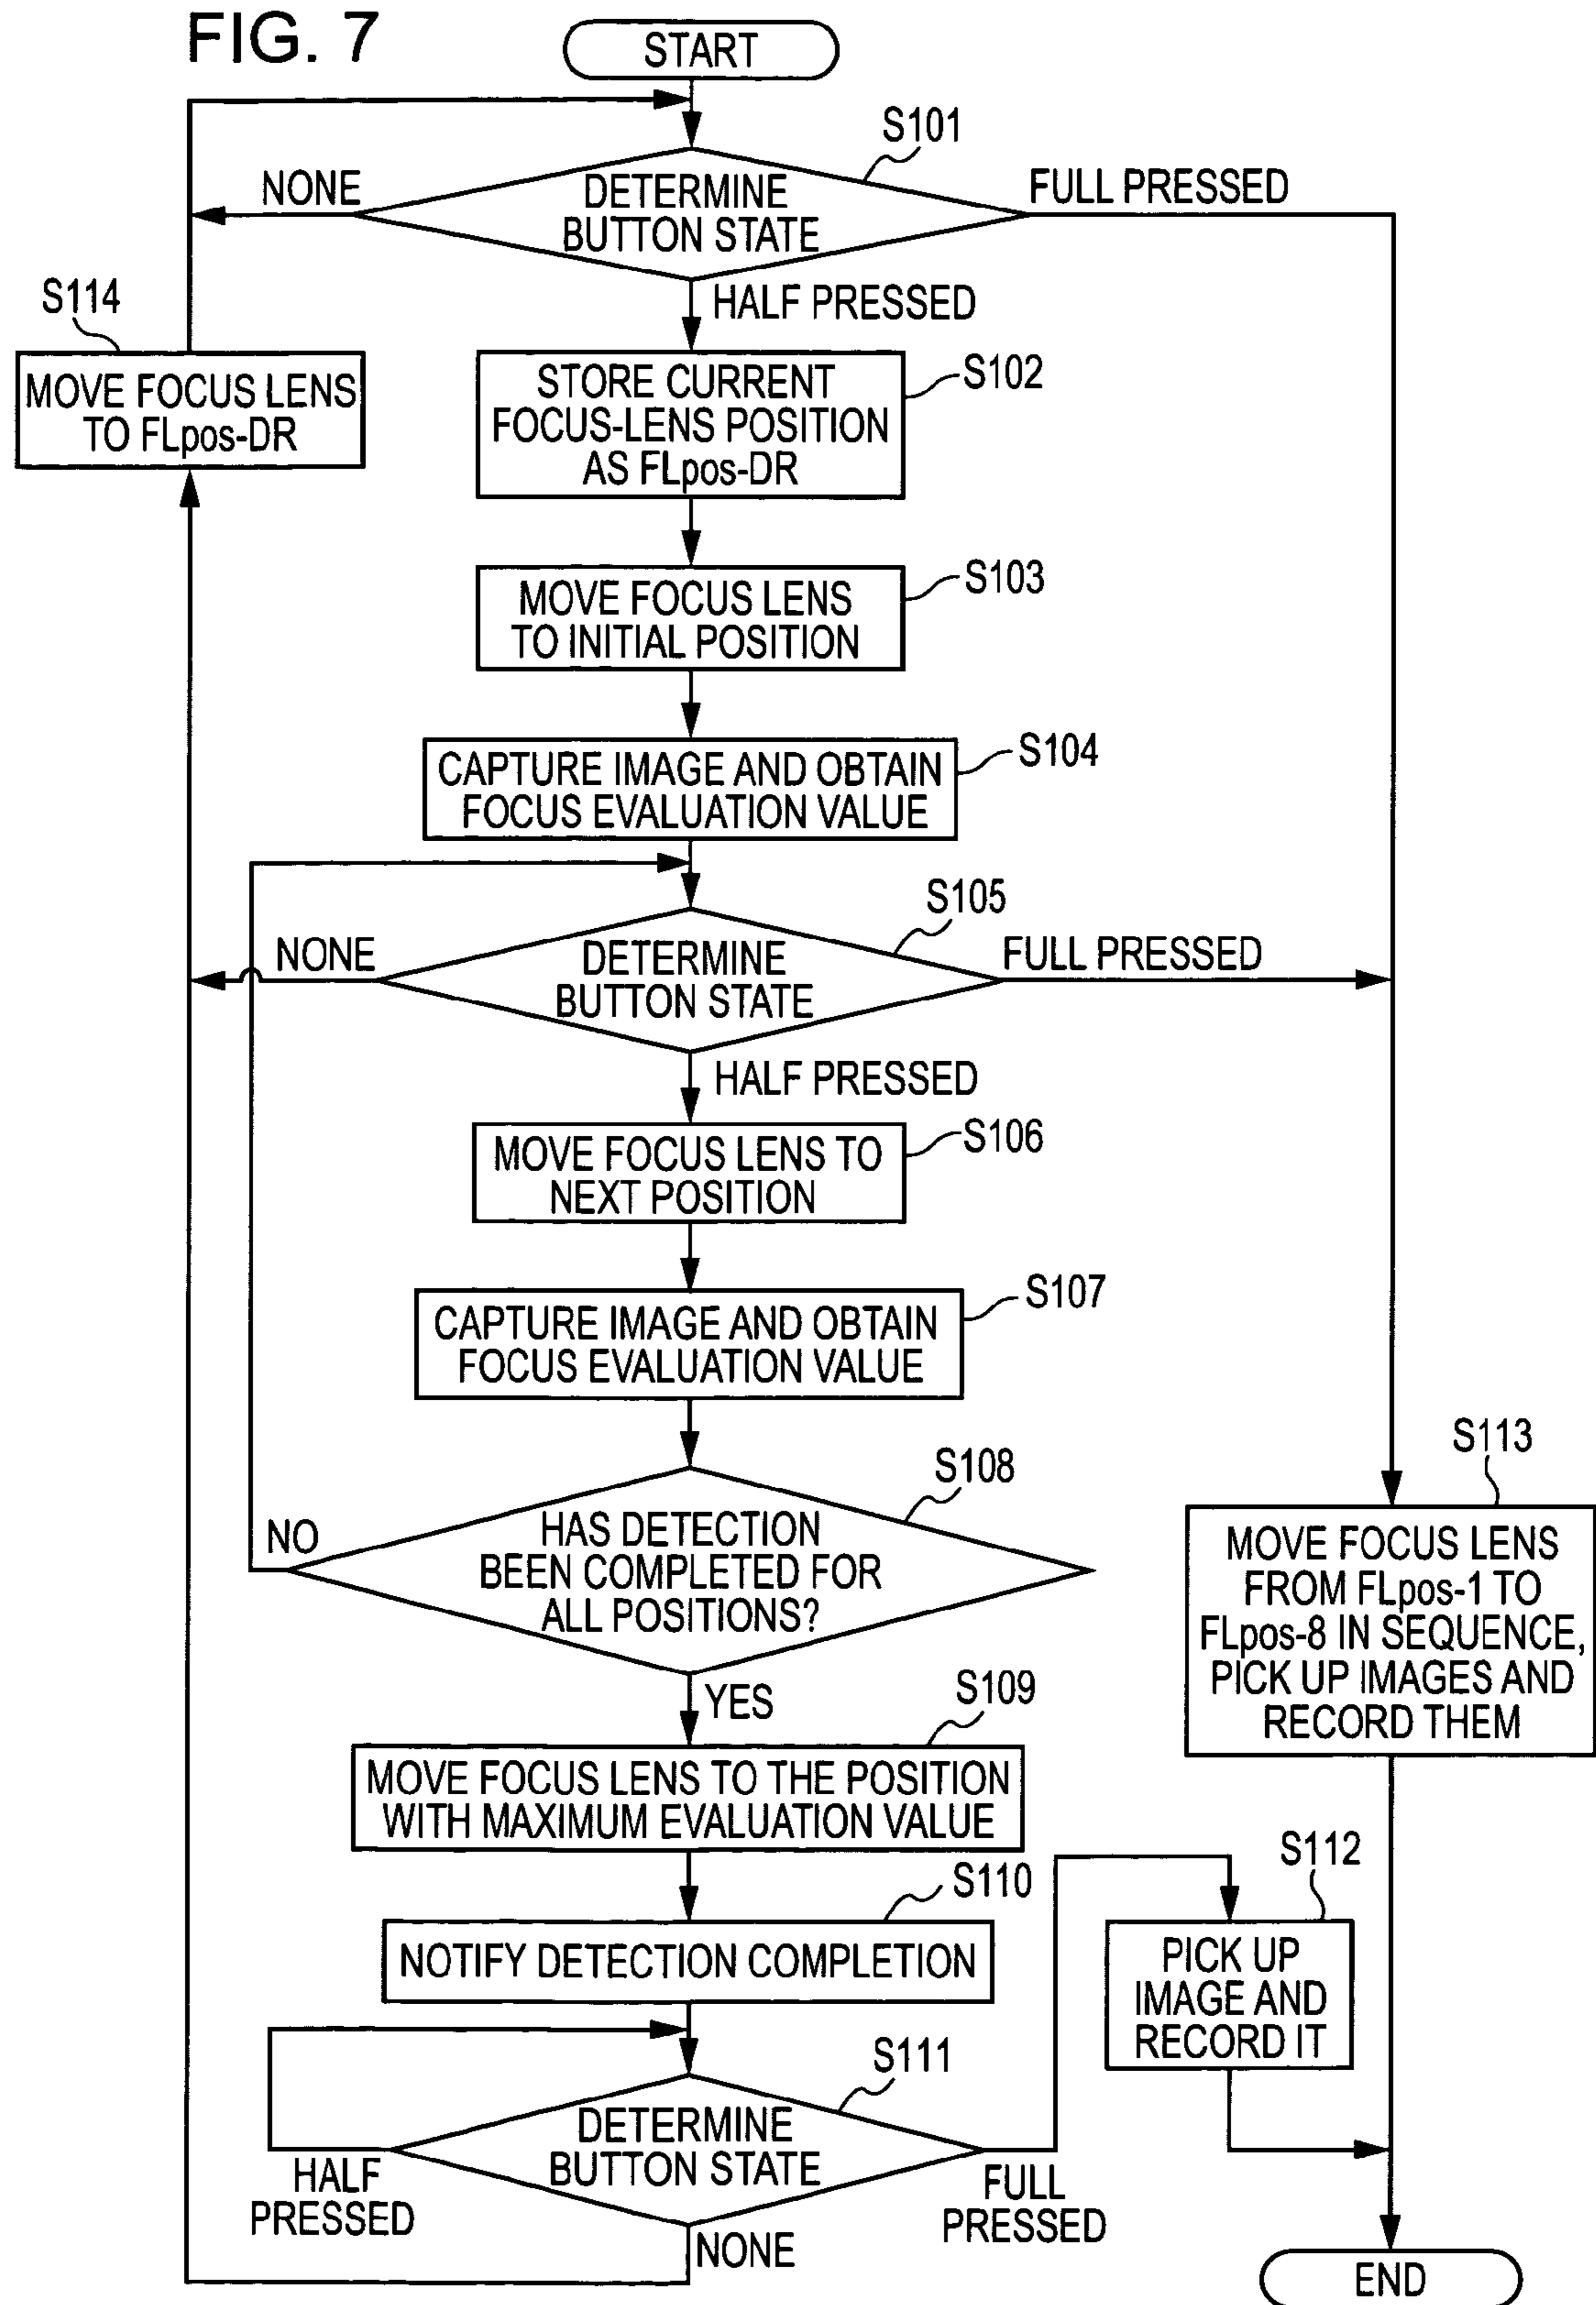 FIG. 7
START
S101
NONE
DETERMINE
BUTTON STATE
FULL PRESSED
HALF PRESSED
S114
MOVE FOCUS LENS
TO FLpos-DR
S102
STORE CURRENT
FOCUS-LENS POSITION
AS FLpos-DR
S103
MOVE FOCUS LENS
TO INITIAL POSITION
S104
CAPTURE IMAGE AND OBTAIN
FOCUS EVALUATION VALUE
S105
NONE
DETERMINE
BUTTON STATE
FULL PRESSED
HALF PRESSED
S106
MOVE FOCUS LENS TO
NEXT POSITION
S107
CAPTURE IMAGE AND OBTAIN
FOCUS EVALUATION VALUE
S108
NO
HAS DETECTION
BEEN COMPLETED FOR
ALL POSITIONS?
YES
S113
MOVE FOCUS LENS
FROM FLpos-1 TO
FLpos-8 IN SEQUENCE,
PICK UP IMAGES AND
RECORD THEM
S109
MOVE FOCUS LENS TO THE POSITION
WITH MAXIMUM EVALUATION VALUE
S110
NOTIFY DETECTION COMPLETION
S112
PICK UP
IMAGE AND
RECORD IT
S111
DETERMINE
BUTTON STATE
HALF
PRESSED
FULL
PRESSED
NONE
END